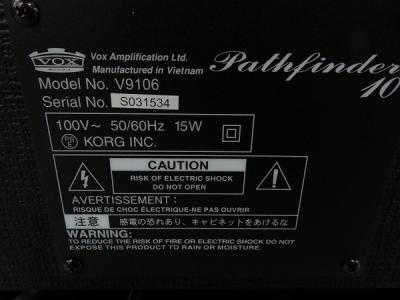 VOX
Vox Amplification Ltd.
Manufactured in Vietnam
Pathfinder
10
Model No. V9106
Serial No. S031534
100V~ 50/60Hz 15W
PS E KORG INC.
CAUTION
RISK OF ELECTRIC SHOCK
DO NOT OPEN
AVERTISSEMENT :
RISQUE DE CHOC ÉLECTRIQUE-NE PAS OUVRIR
注意 感電の恐れあり、キャビネットをあけるな
WARNING:
TO REDUCE THE RISK OF FIRE OR ELECTRIC SHOCK DO NOT
EXPOSE THIS PRODUCT TO RAIN OR MOISTURE.